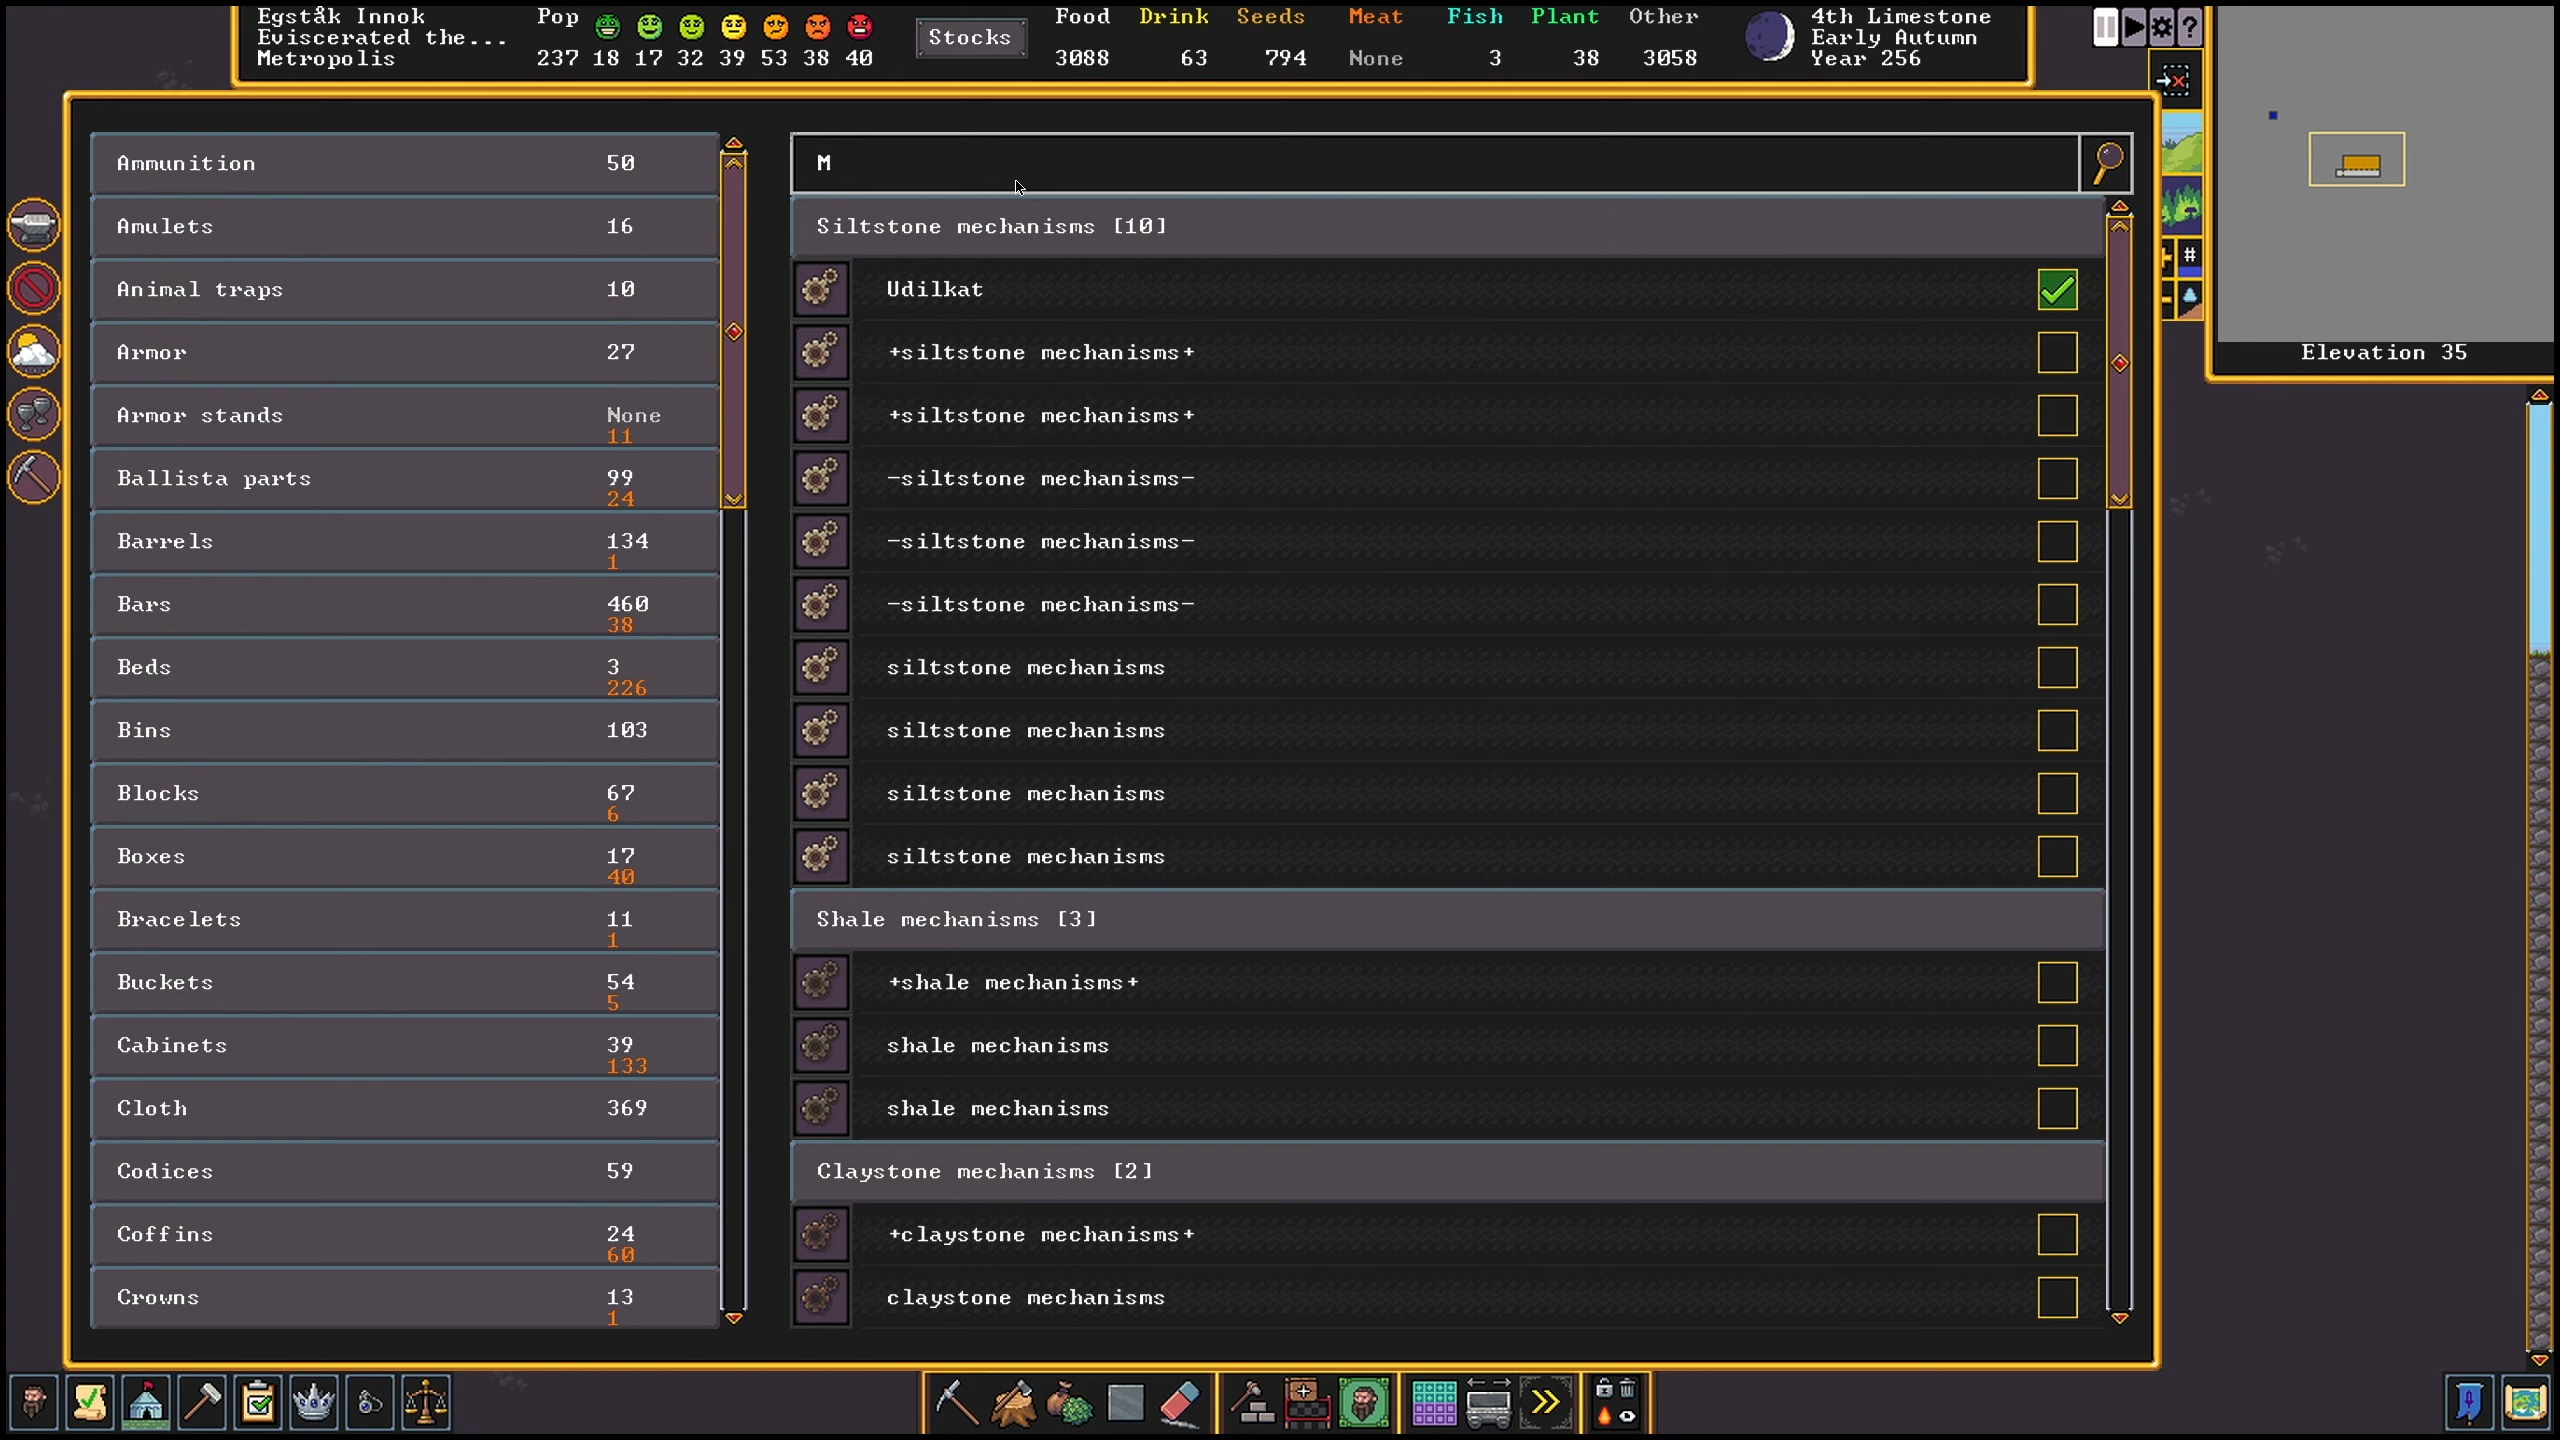 Egståk Innok
Eviscerated the...
Metropolis
Pop
237 18 17 32 39 53 38 40
Stocks
Food Drink Seeds Meat Fish Plant Other
3088 63 794 None 3 38 3058
4th Limestone
Early Autumn
Year 256
?
#
Elevation 35
Ammunition 50
Amulets 16
Animal traps 10
Armor 27
Armor stands None
11
Ballista parts 99
24
Barrels 134
1
Bars 460
38
Beds 3
226
Bins 103
Blocks 67
6
Boxes 17
40
Bracelets 11
1
Buckets 54
5
Cabinets 39
133
Cloth 369
Codices 59
Coffins 24
60
Crowns 13
1
M
Siltstone mechanisms [10]
Udilkat
+siltstone mechanisms+
+siltstone mechanisms+
-siltstone mechanisms-
-siltstone mechanisms-
-siltstone mechanisms-
siltstone mechanisms
siltstone mechanisms
siltstone mechanisms
siltstone mechanisms
Shale mechanisms [3]
+shale mechanisms+
shale mechanisms
shale mechanisms
Claystone mechanisms [2]
+claystone mechanisms+
claystone mechanisms